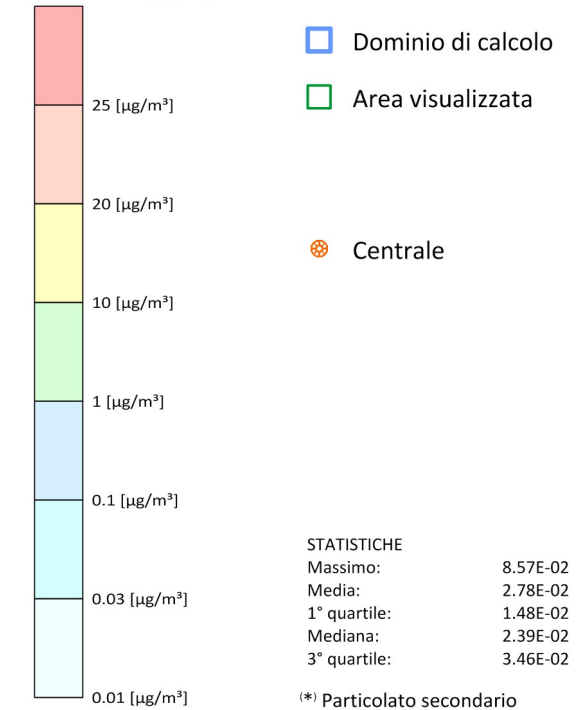 25 [µg/m³]
20 [µg/m³]
10 [µg/m³]
1 [µg/m³]
0.1 [µg/m³]
0.03 [µg/m³]
0.01 [µg/m³]
Dominio di calcolo
Area visualizzata
Centrale
STATISTICHE
Massimo: 8.57E-02
Media: 2.78E-02
1° quartile: 1.48E-02
Mediana: 2.39E-02
3° quartile: 3.46E-02
(*) Particolato secondario